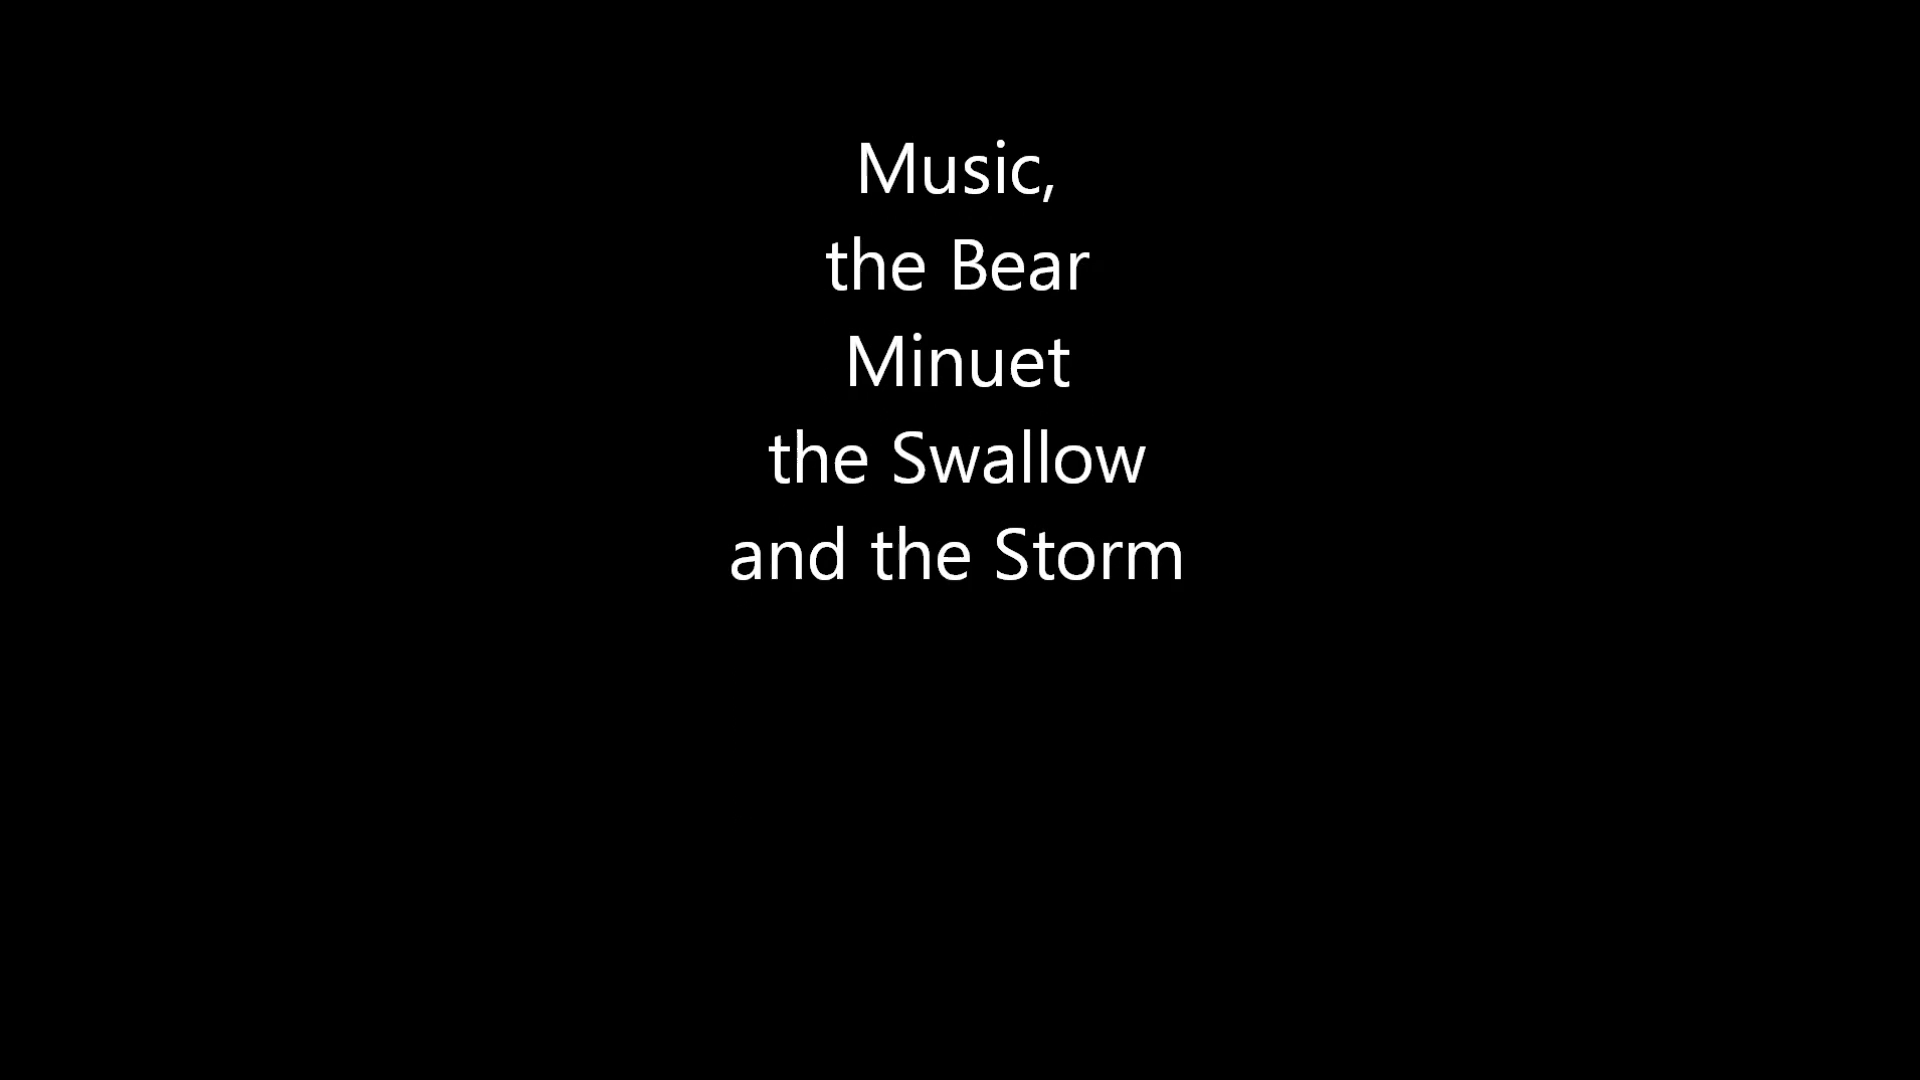 Music,
the Bear
Minuet
the Swallow
and the Storm